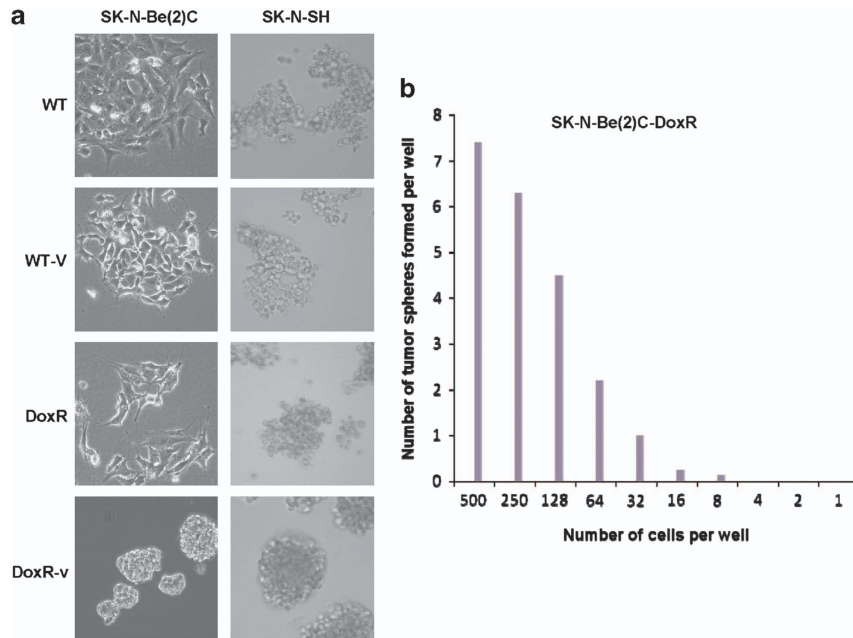 a
SK-N-Be(2)C
SK-N-SH
WT
WT-V
DoxR
DoxR-v
b
SK-N-Be(2)C-DoxR
Number of tumor spheres formed per well
8
7
6
5
4
3
2
1
0
500 250 128 64 32 16 8 4 2 1
Number of cells per well